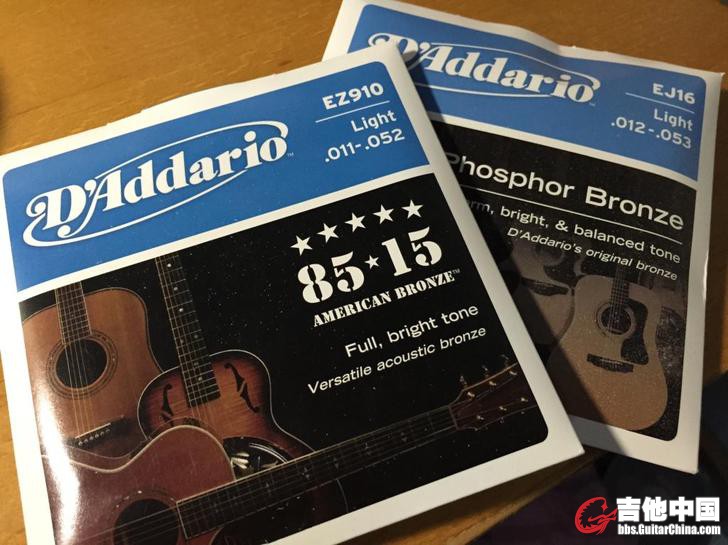 D'Addario™
EZ910
Light
.011-.052
85★15
AMERICAN BRONZE™
Full, bright tone
Versatile acoustic bronze
D'Addario
EJ16
Light
.012-.053
Phosphor Bronze
bright, & balanced tone
D'Addario's original bronze
吉他中国
bbs.GuitarChina.com